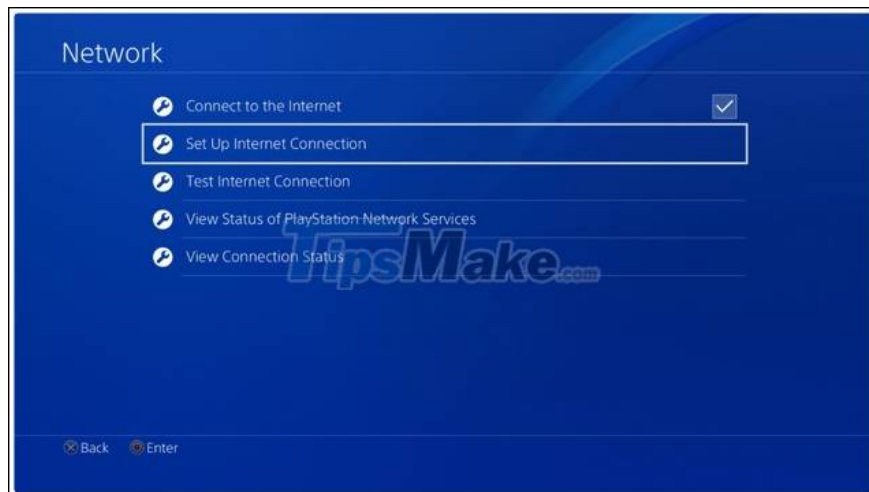 Network
Connect to the Internet
Set Up Internet Connection
Test Internet Connection
View Status of PlayStation Network Services
View Connection Status
TipsMake.com
Back Enter